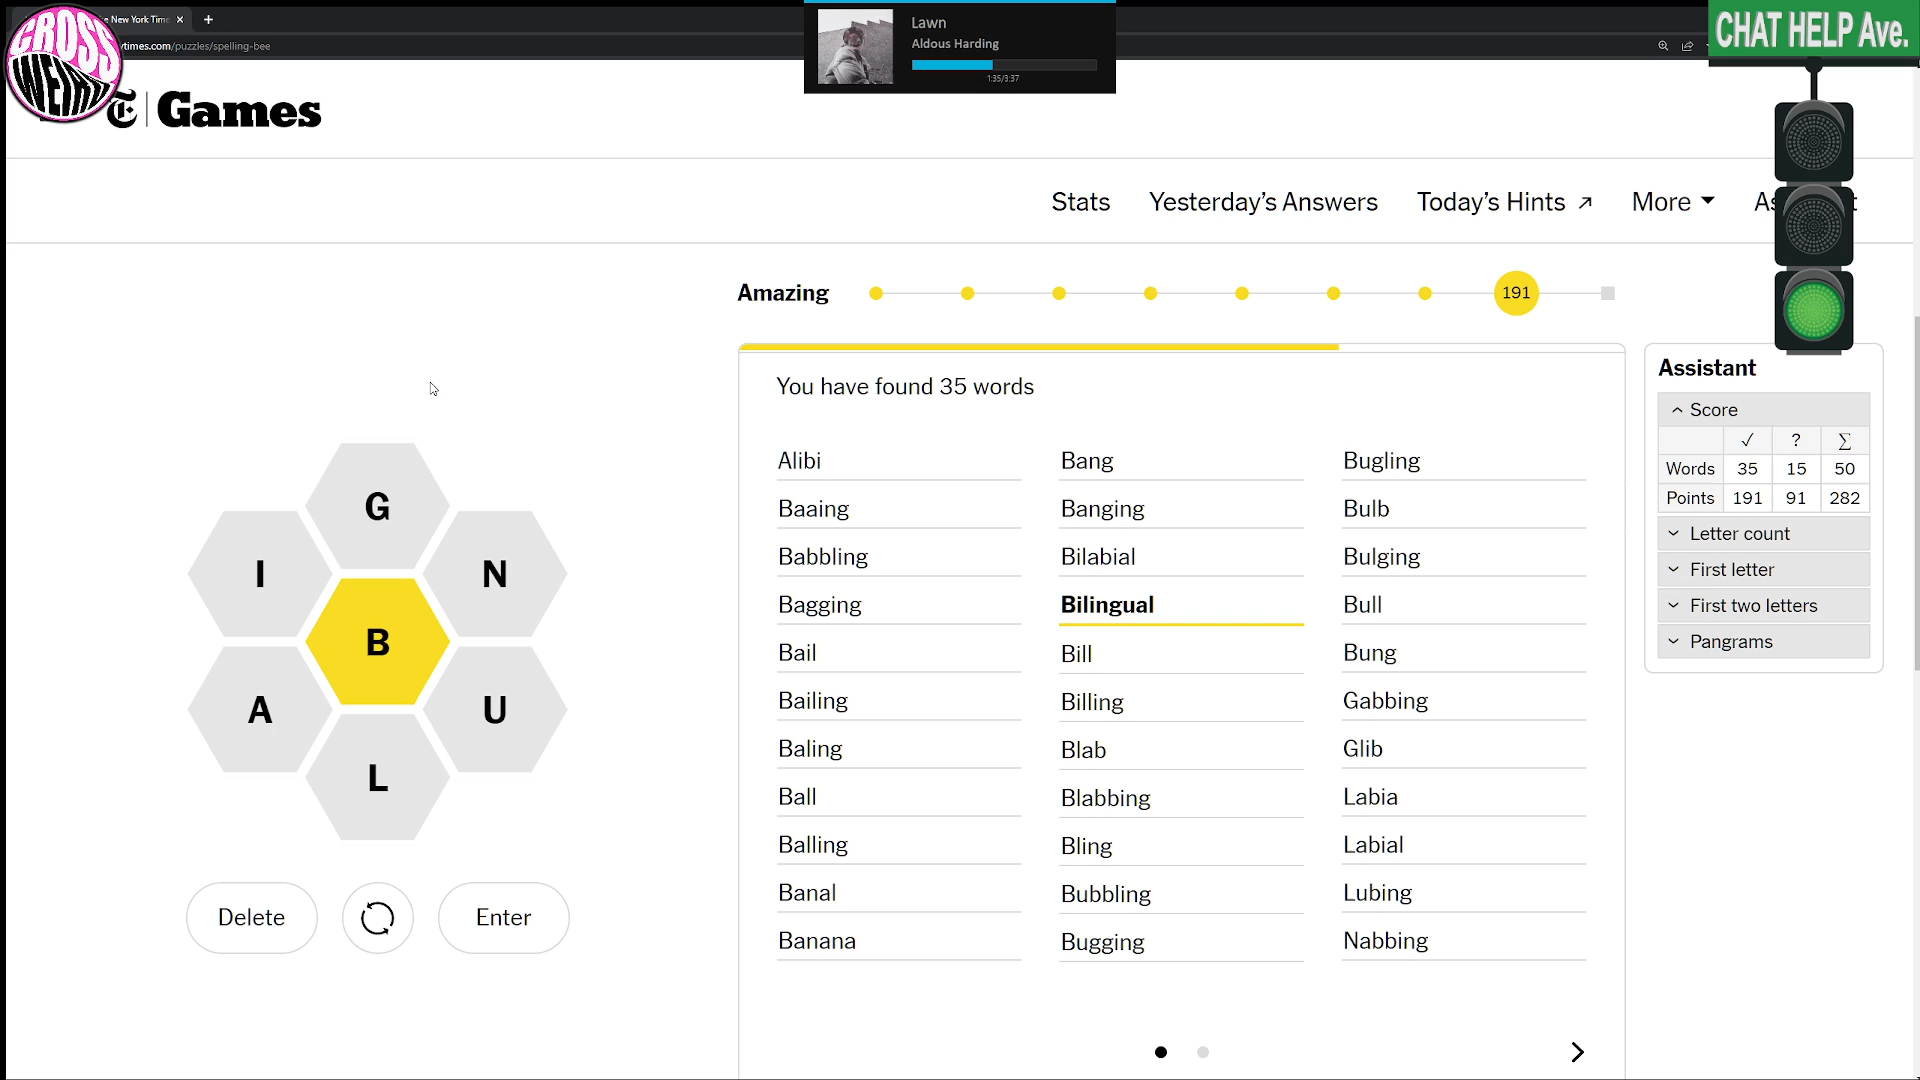 CROSS
WEIRD
e New York Time × +
ytimes.com/puzzles/spelling-bee
Lawn
Aldous Harding
1:35/3:37
CHAT HELP Ave.
Games
Stats Yesterday's Answers Today's Hints More
Amazing 191
You have found 35 words
Alibi
Baaing
Babbling
Bagging
Bail
Bailing
Baling
Ball
Balling
Banal
Banana
Bang
Banging
Bilabial
Bilingual
Bill
Billing
Blab
Blabbing
Bling
Bubbling
Bugging
Bugling
Bulb
Bulging
Bull
Bung
Gabbing
Glib
Labia
Labial
Lubing
Nabbing
G
I N
B
A U
L
Delete Enter
Assistant
Score
✓ ? ∑
Words 35 15 50
Points 191 91 282
Letter count
First letter
First two letters
Pangrams